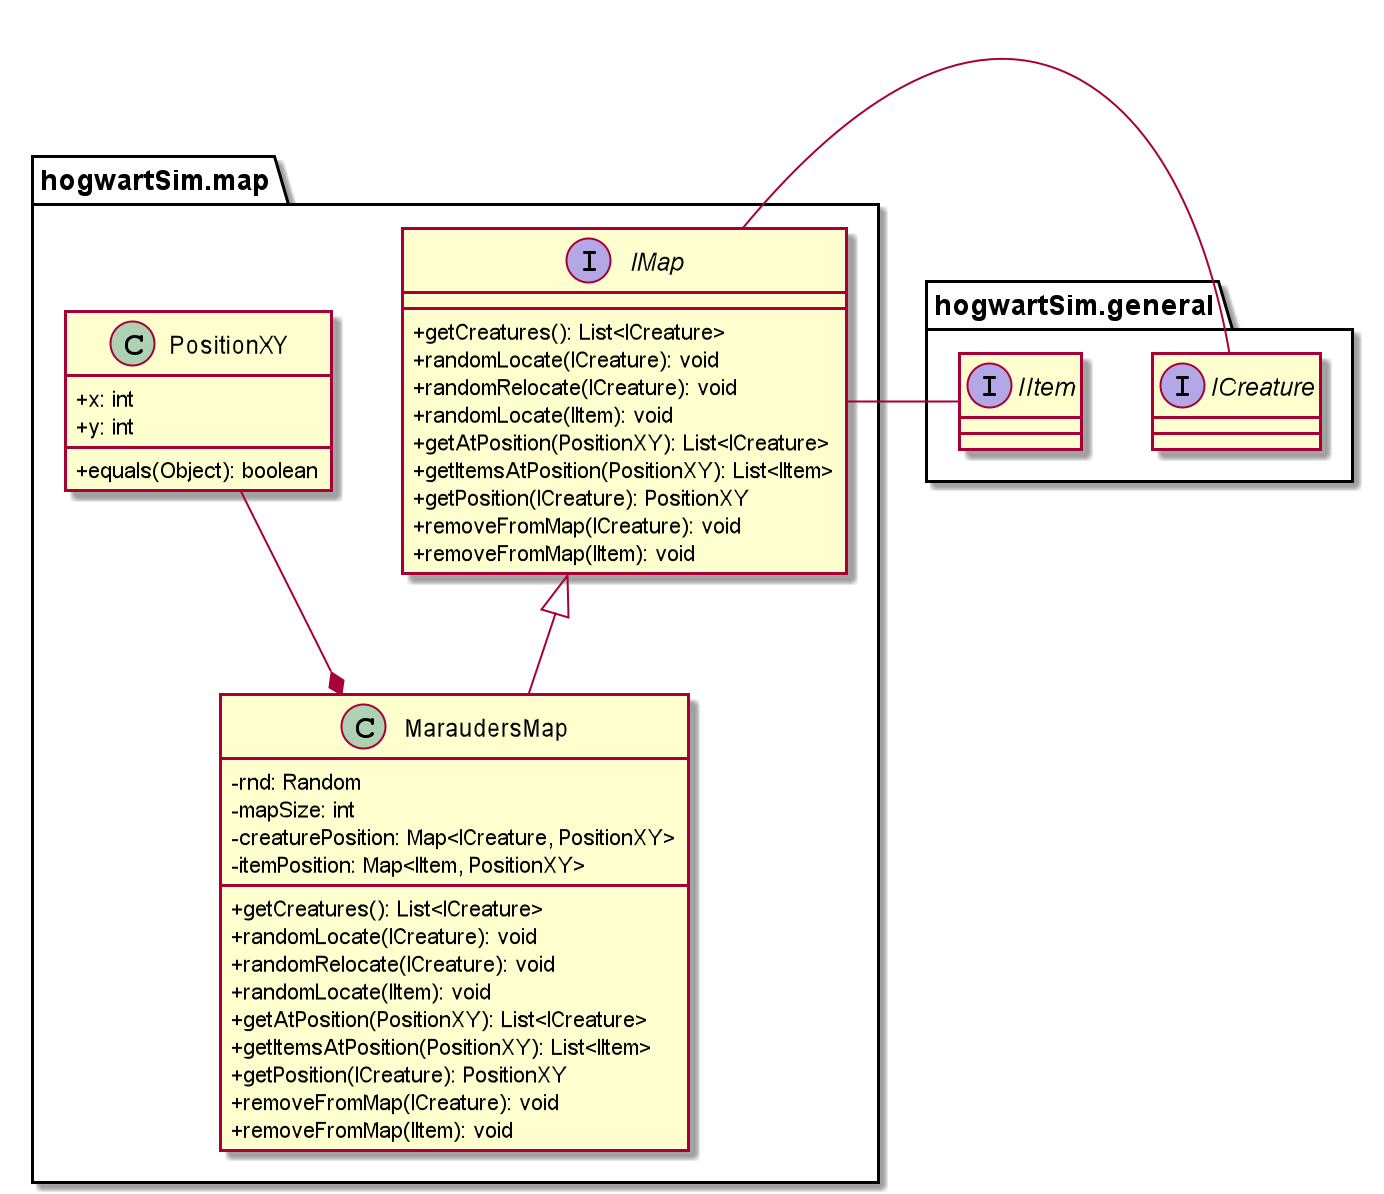 hogwartSim.map
I IMap
+getCreatures(): List<ICreature>
+randomLocate(ICreature): void
+randomRelocate(ICreature): void
+randomLocate(IItem): void
+getAtPosition(PositionXY): List<ICreature>
+getItemsAtPosition(PositionXY): List<IItem>
+getPosition(ICreature): PositionXY
+removeFromMap(ICreature): void
+removeFromMap(IItem): void
C PositionXY
+x: int
+y: int
+equals(Object): boolean
C MaraudersMap
-rnd: Random
-mapSize: int
-creaturePosition: Map<ICreature, PositionXY>
-itemPosition: Map<IItem, PositionXY>
+getCreatures(): List<ICreature>
+randomLocate(ICreature): void
+randomRelocate(ICreature): void
+randomLocate(IItem): void
+getAtPosition(PositionXY): List<ICreature>
+getItemsAtPosition(PositionXY): List<IItem>
+getPosition(ICreature): PositionXY
+removeFromMap(ICreature): void
+removeFromMap(IItem): void
hogwartSim.general
I IItem
I ICreature